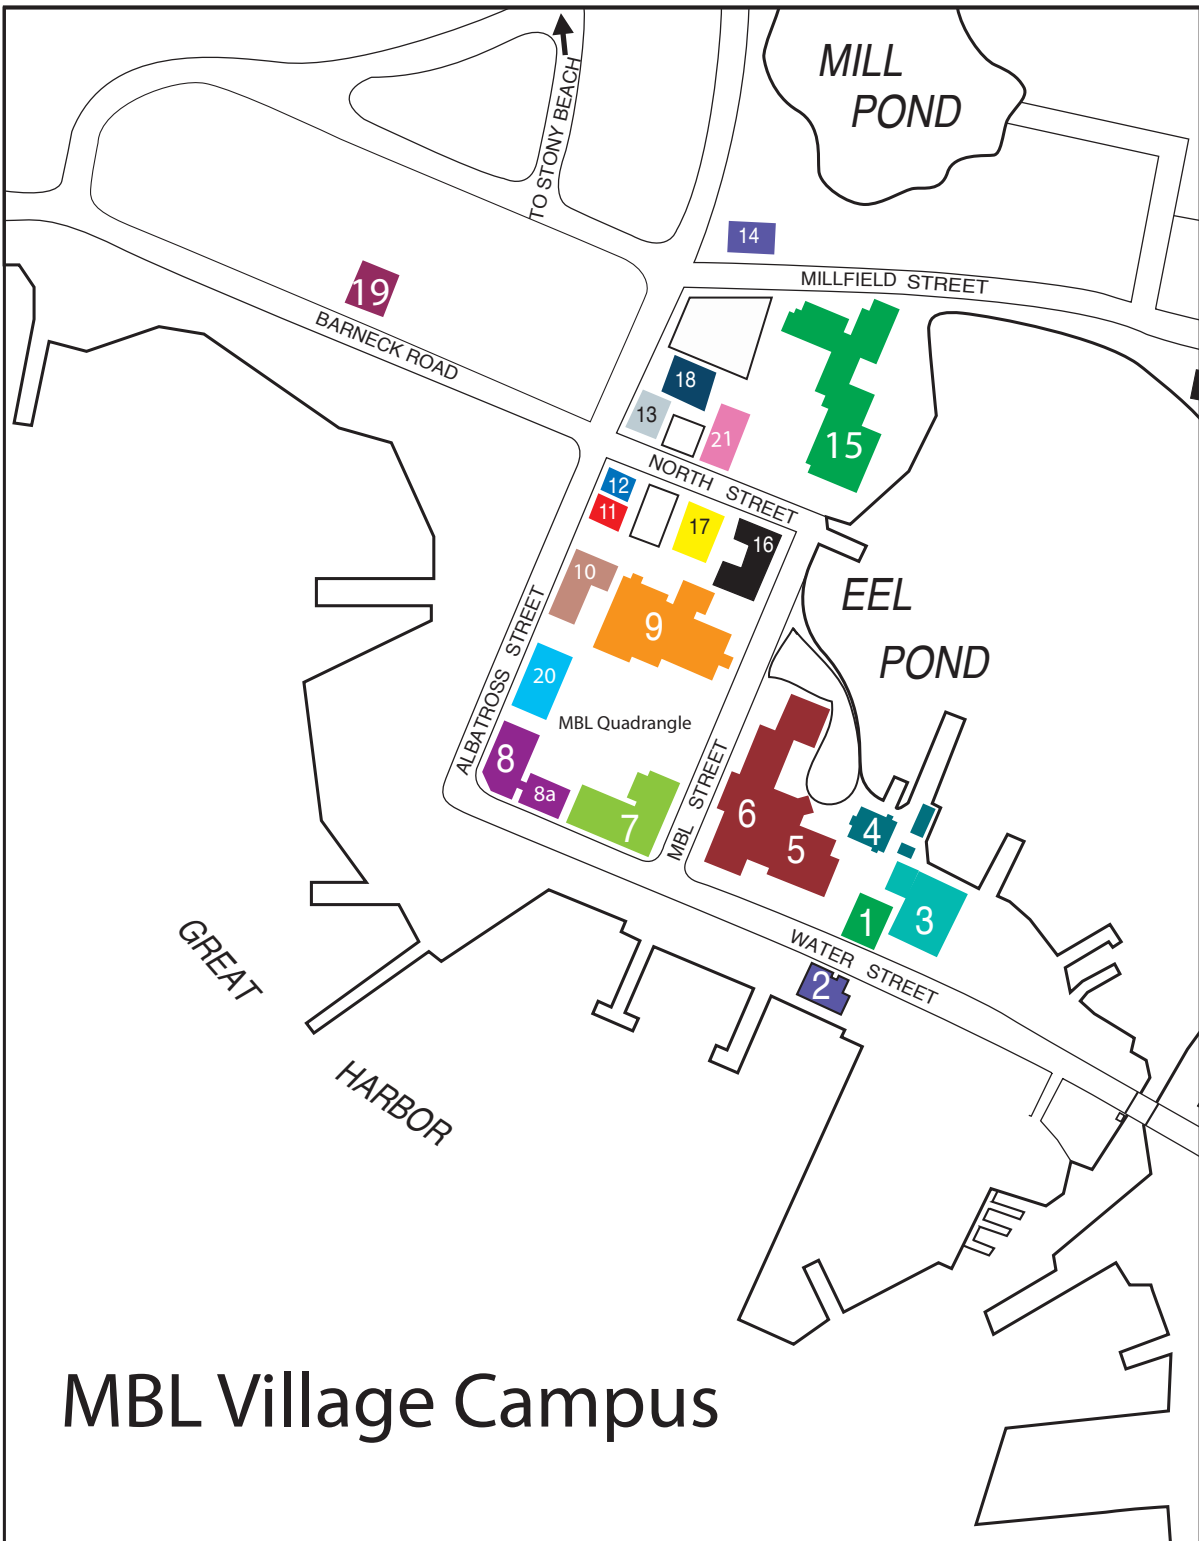 MILL
POND
TO STONY BEACH
14
MILLFIELD STREET
19
BARNECK ROAD
18
13
21
15
NORTH STREET
12
11
17
16
10
9
EEL
POND
ALBATROSS STREET
20
MBL Quadrangle
8
8a
7
MBL STREET
6
5
4
1
3
WATER STREET
2
GREAT
HARBOR
MBL Village Campus